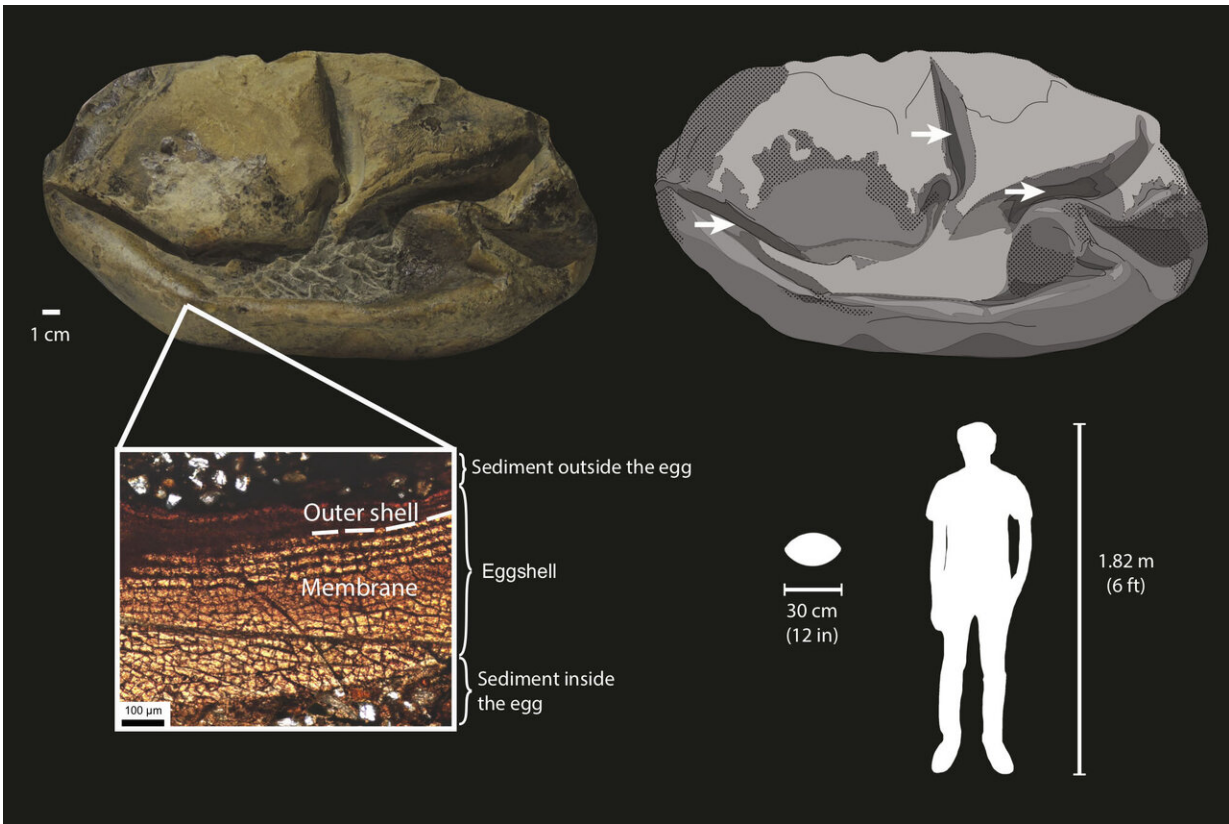 1 cm
Sediment outside the egg
Outer shell
Eggshell
Membrane
Sediment inside
the egg
100 µm
30 cm
(12 in)
1.82 m
(6 ft)